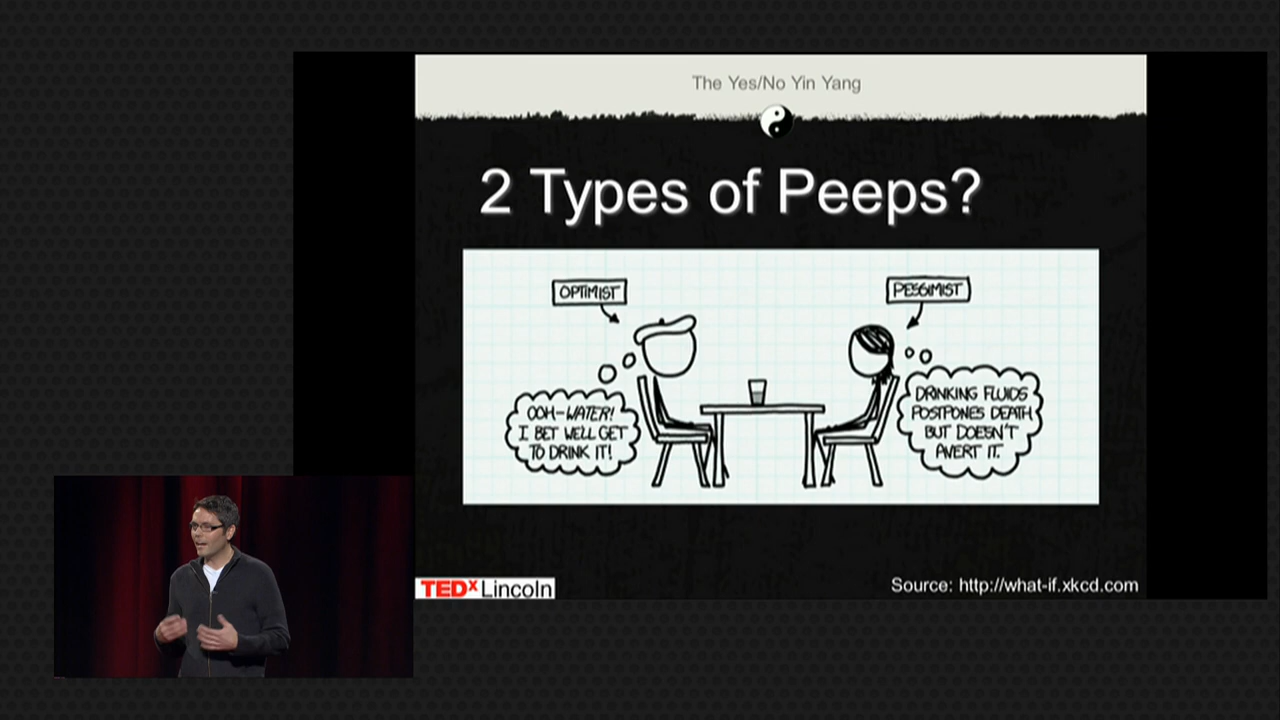 The Yes/No Yin Yang
2 Types of Peeps?
OPTIMIST
PESSIMIST
OOH-WATER!
I BET WE'LL GET
TO DRINK IT!
DRINKING FLUIDS
POSTPONES DEATH
BUT DOESN'T
AVERT IT.
TEDx Lincoln
Source: http://what-if.xkcd.com